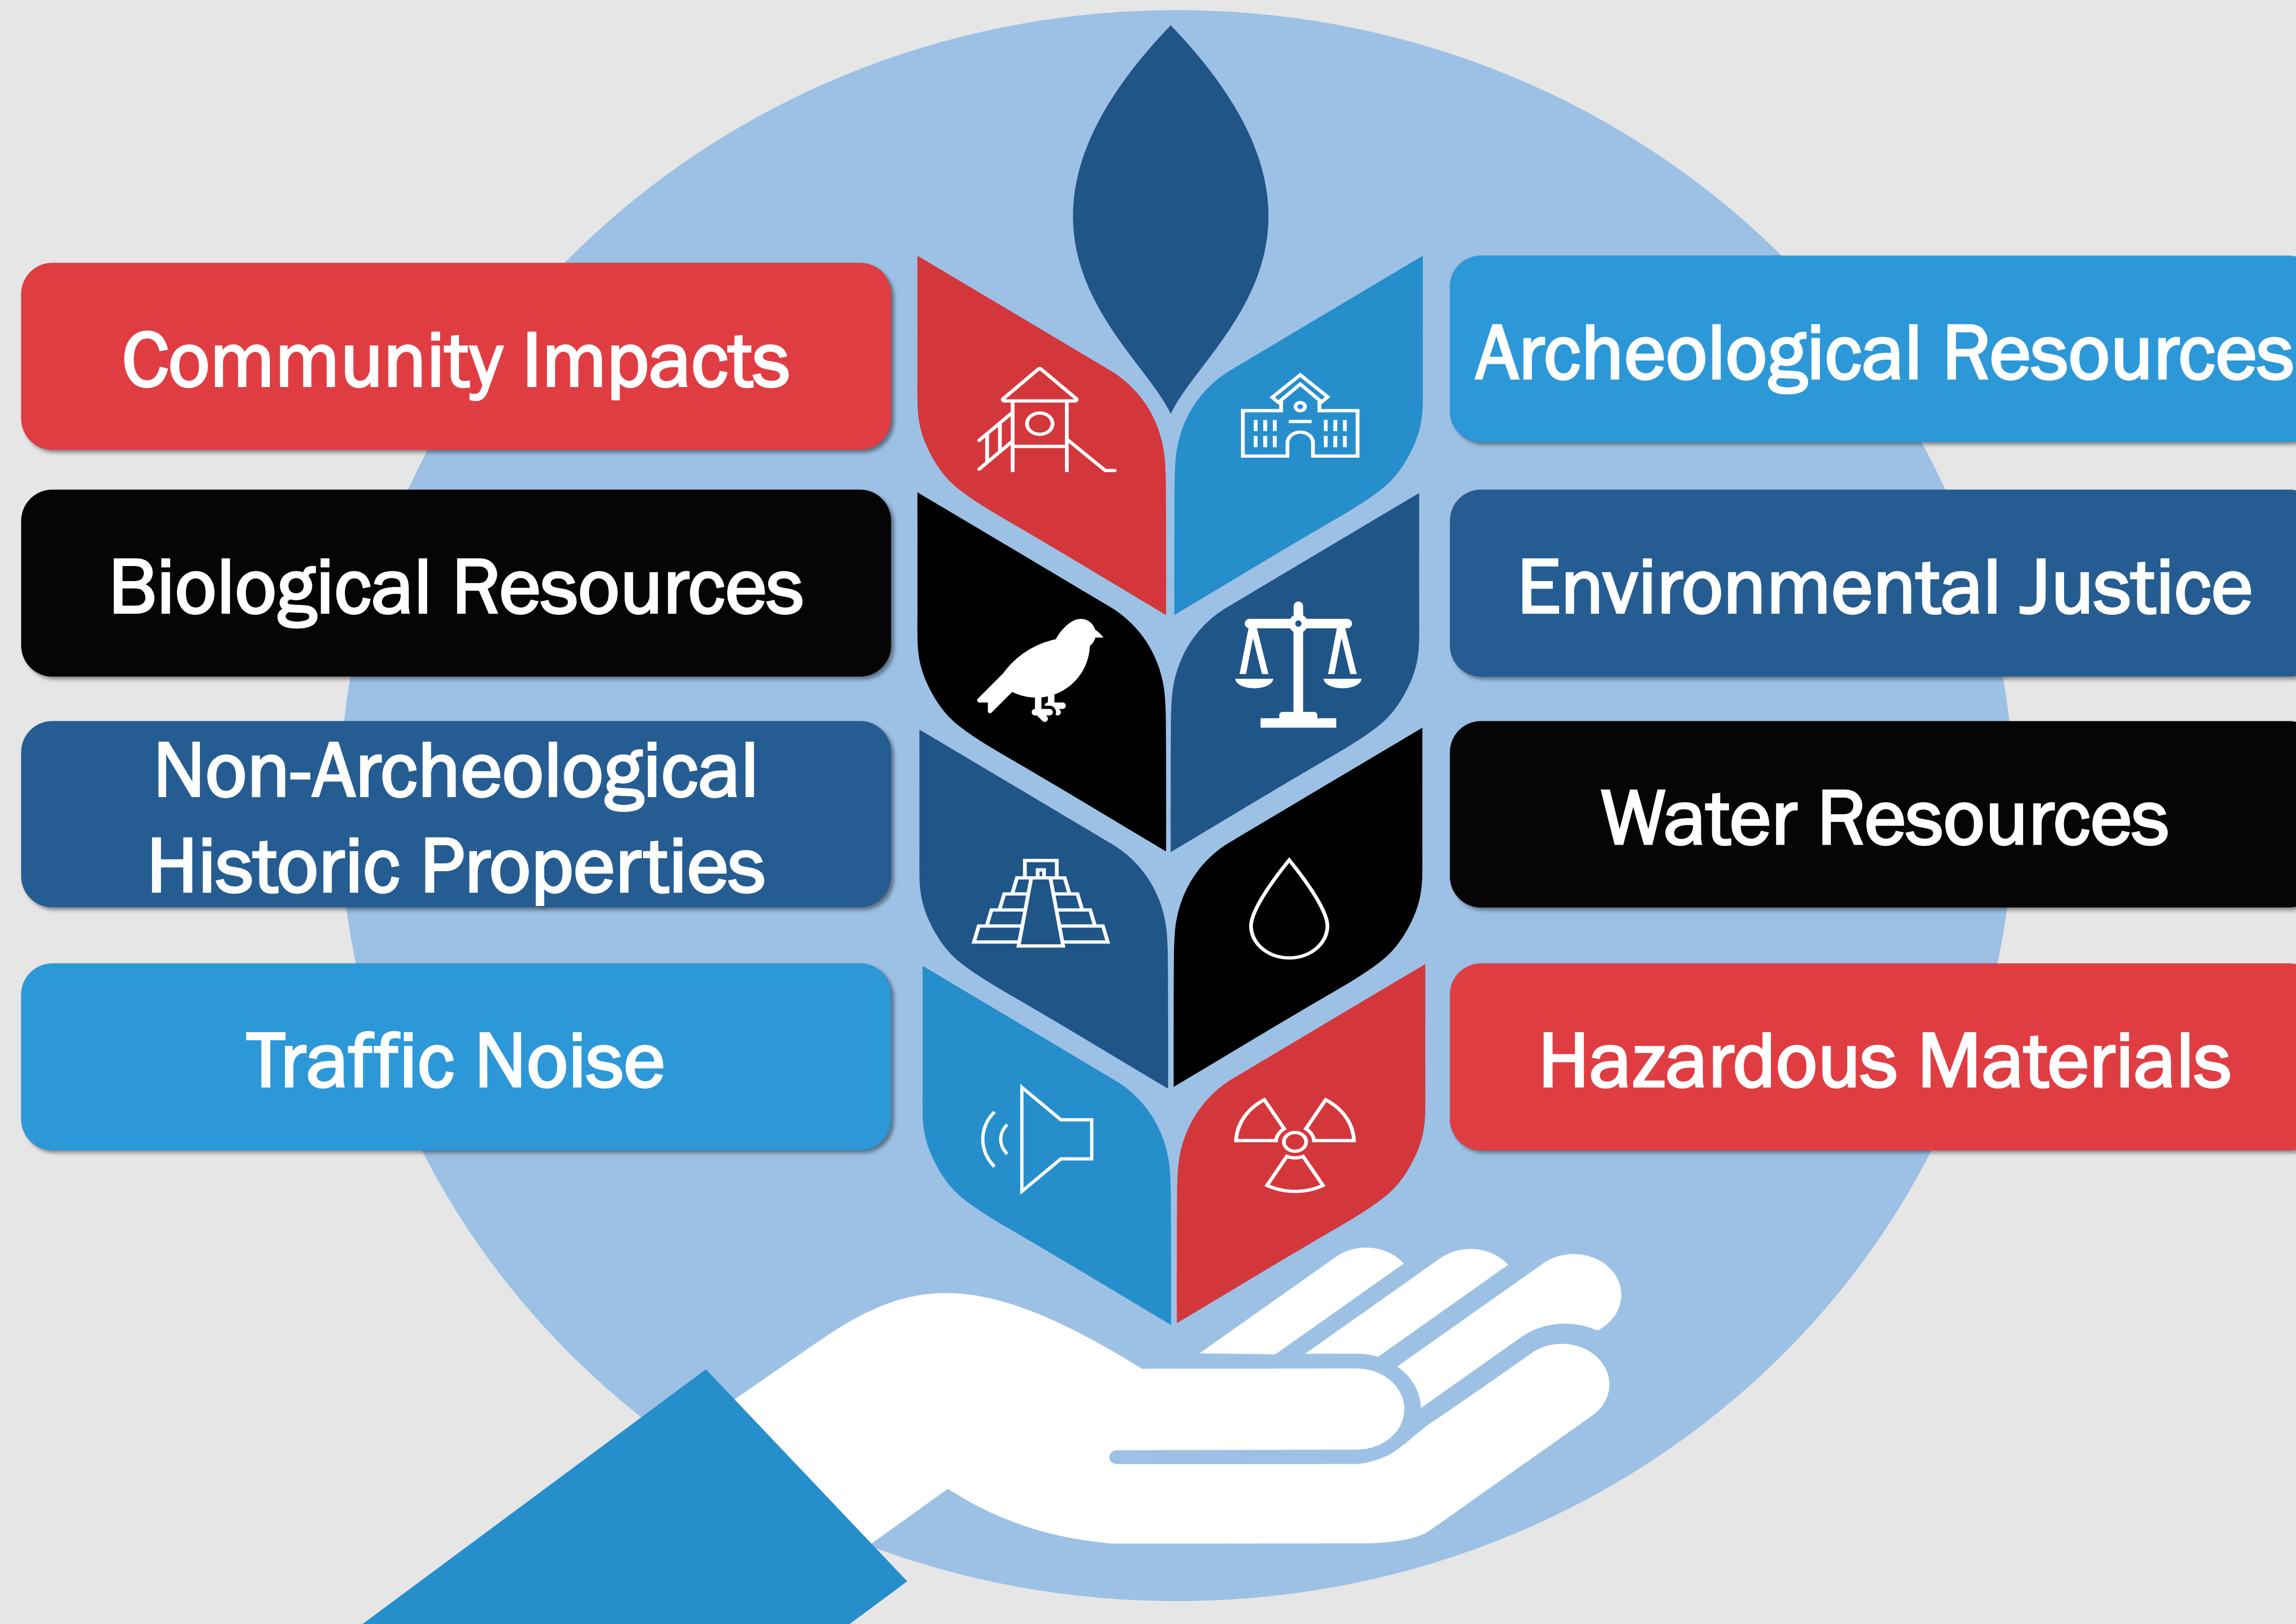 Community Impacts
Archeological Resources
Biological Resources
Environmental Justice
Non-Archeological
Historic Properties
Water Resources
Traffic Noise
Hazardous Materials